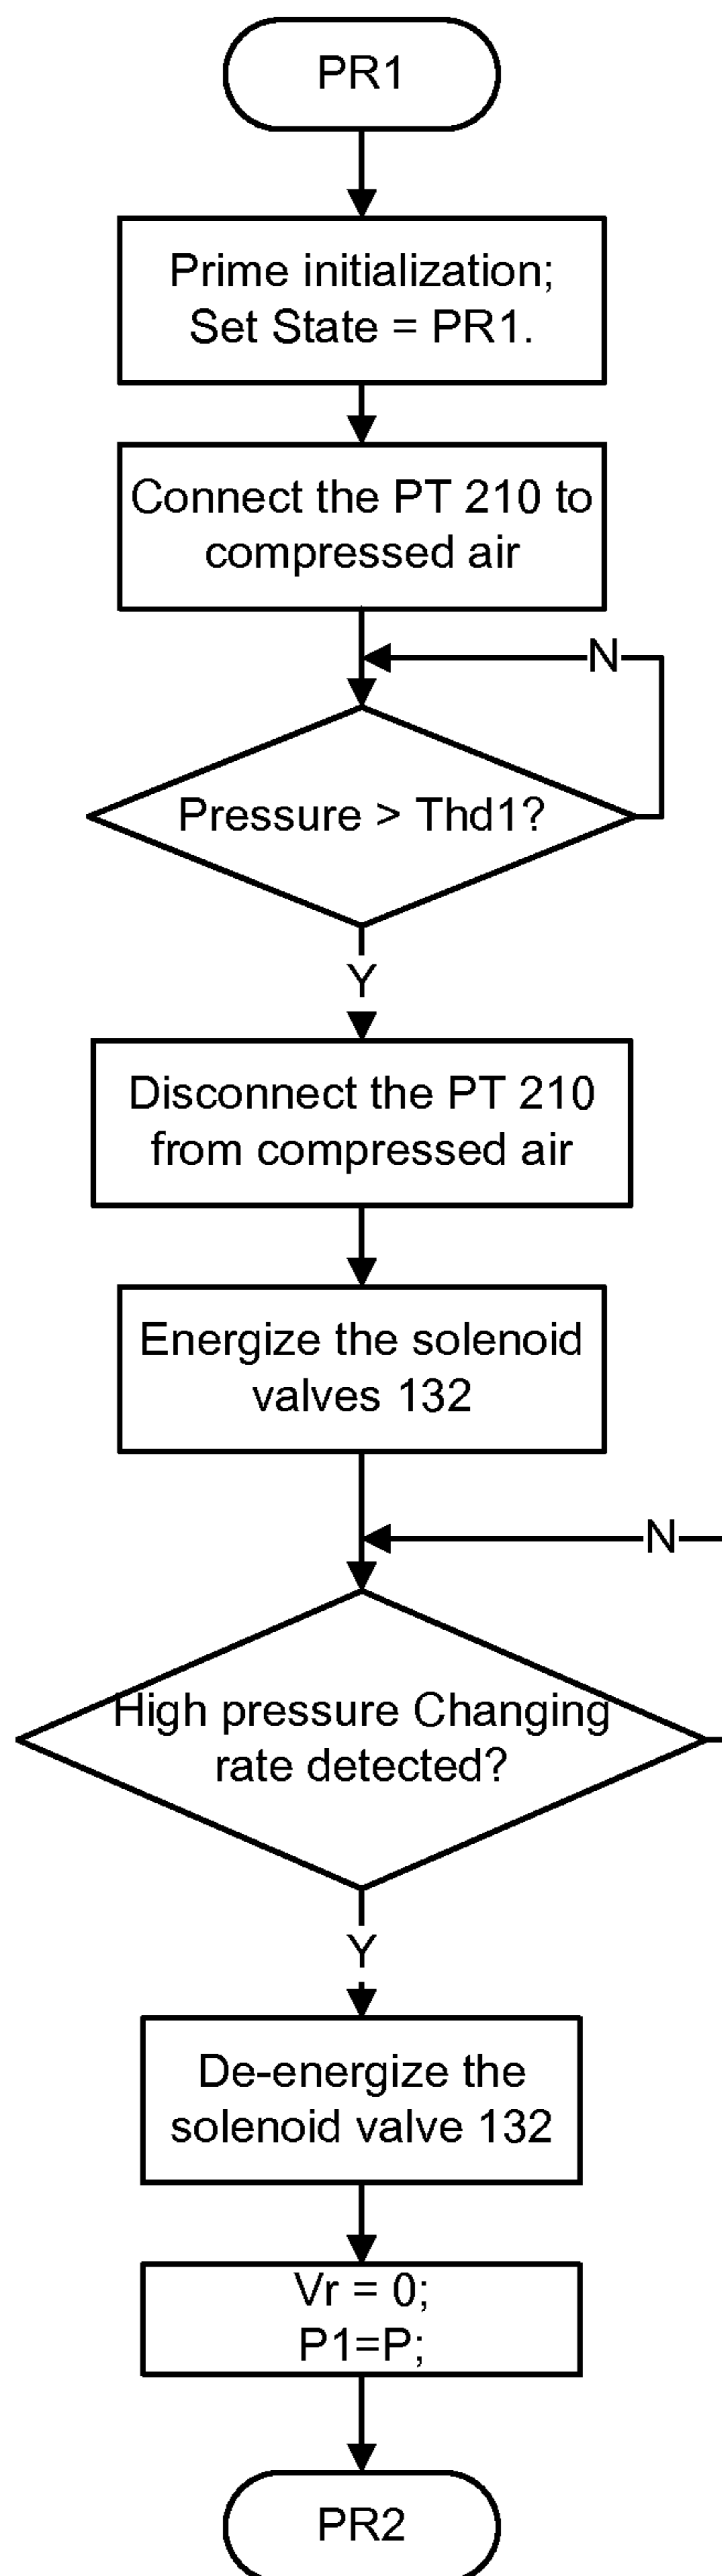 PR1
Prime initialization;
Set State = PR1.
Connect the PT 210 to
compressed air
N
Pressure > Thd1?
Y
Disconnect the PT 210
from compressed air
Energize the solenoid
valves 132
N
High pressure Changing
rate detected?
Y
De-energize the
solenoid valve 132
Vr = 0;
P1=P;
PR2